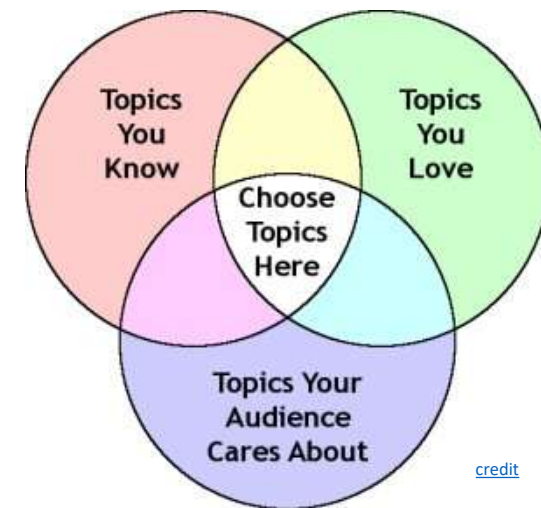 Topics
You
Know
Topics
You
Love
Choose
Topics
Here
Topics Your
Audience
Cares About
credit